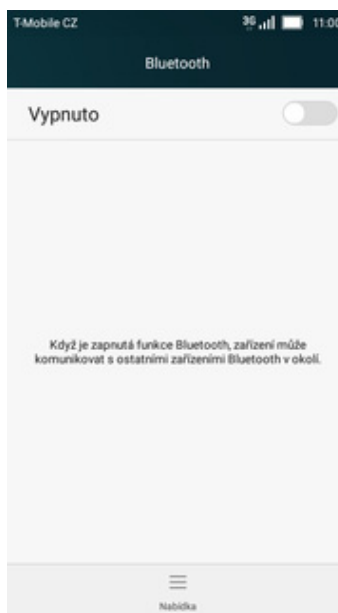 T-Mobile CZ 3G 11:00
Bluetooth
Vypnuto
Když je zapnutá funkce Bluetooth, zařízení může
komunikovat s ostatními zařízeními Bluetooth v okolí.
Nabídka